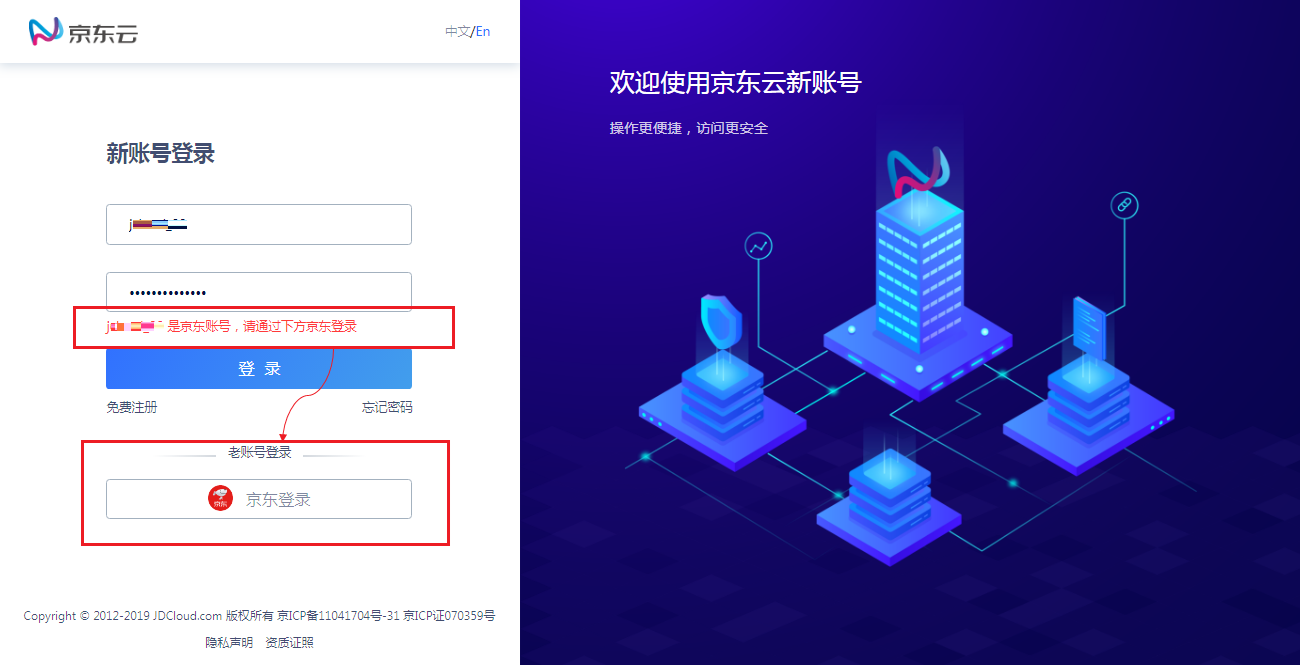 京东云
中文/En
新账号登录
••••••••••••••
是京东账号，请通过下方京东登录
登 录
免费注册
忘记密码
老账号登录
京东
京东登录
Copyright © 2012-2019 JDCloud.com 版权所有 京ICP备11041704号-31 京ICP证070359号
隐私声明 资质证照
欢迎使用京东云新账号
操作更便捷，访问更安全